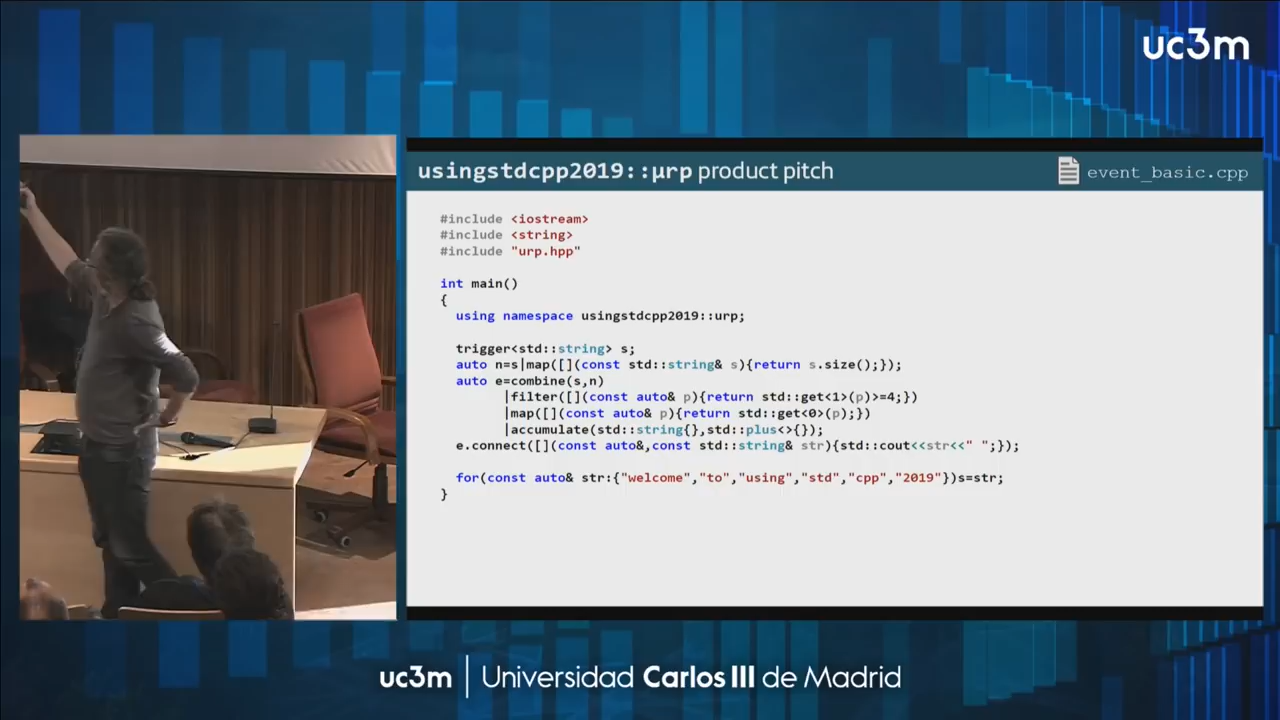 uc3m
usingstdcpp2019::μrp product pitch
event_basic.cpp
#include <iostream>
#include <string>
#include "urp.hpp"
int main()
{
using namespace usingstdcpp2019::urp;
trigger<std::string> s;
auto n=s|map([](const std::string& s){return s.size();});
auto e=combine(s,n)
|filter([](const auto& p){return std::get<1>(p)>=4;})
|map([](const auto& p){return std::get<0>(p);})
|accumulate(std::string{},std::plus<>{});
e.connect([](const auto&,const std::string& str){std::cout<<str<<" ";});
for(const auto& str:{"welcome","to","using","std","cpp","2019"})s=str;
}
uc3m | Universidad Carlos III de Madrid